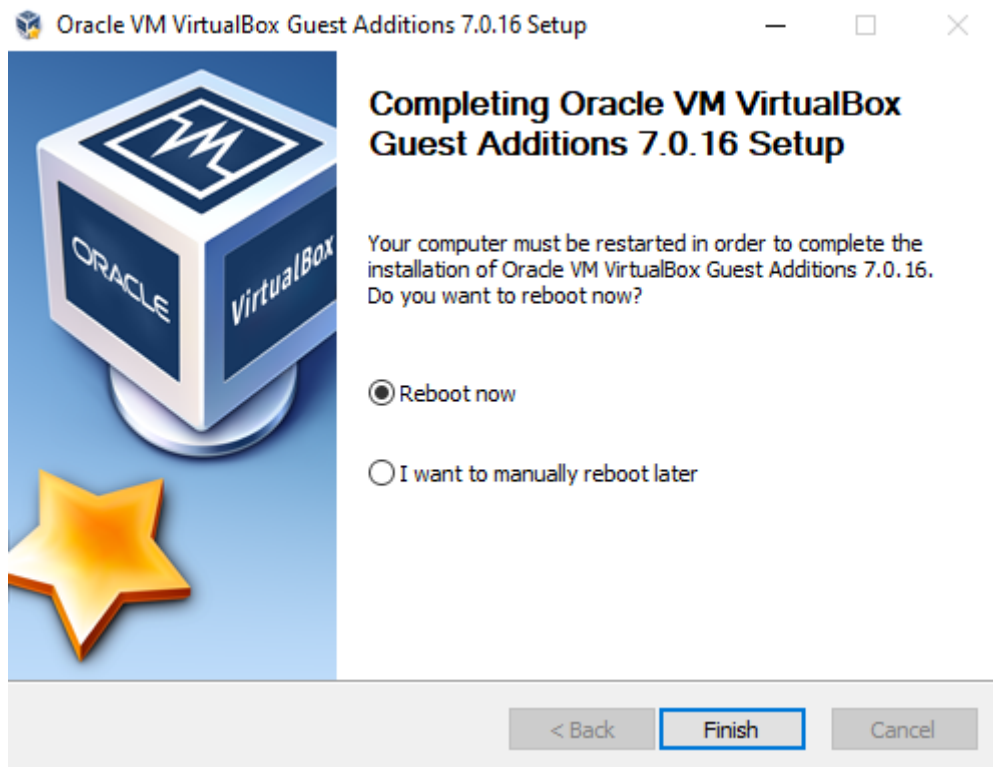 Oracle VM VirtualBox Guest Additions 7.0.16 Setup
Completing Oracle VM VirtualBox
Guest Additions 7.0.16 Setup
Your computer must be restarted in order to complete the
installation of Oracle VM VirtualBox Guest Additions 7.0.16.
Do you want to reboot now?
Reboot now
I want to manually reboot later
ORACLE
VirtualBox
< Back
Finish
Cancel